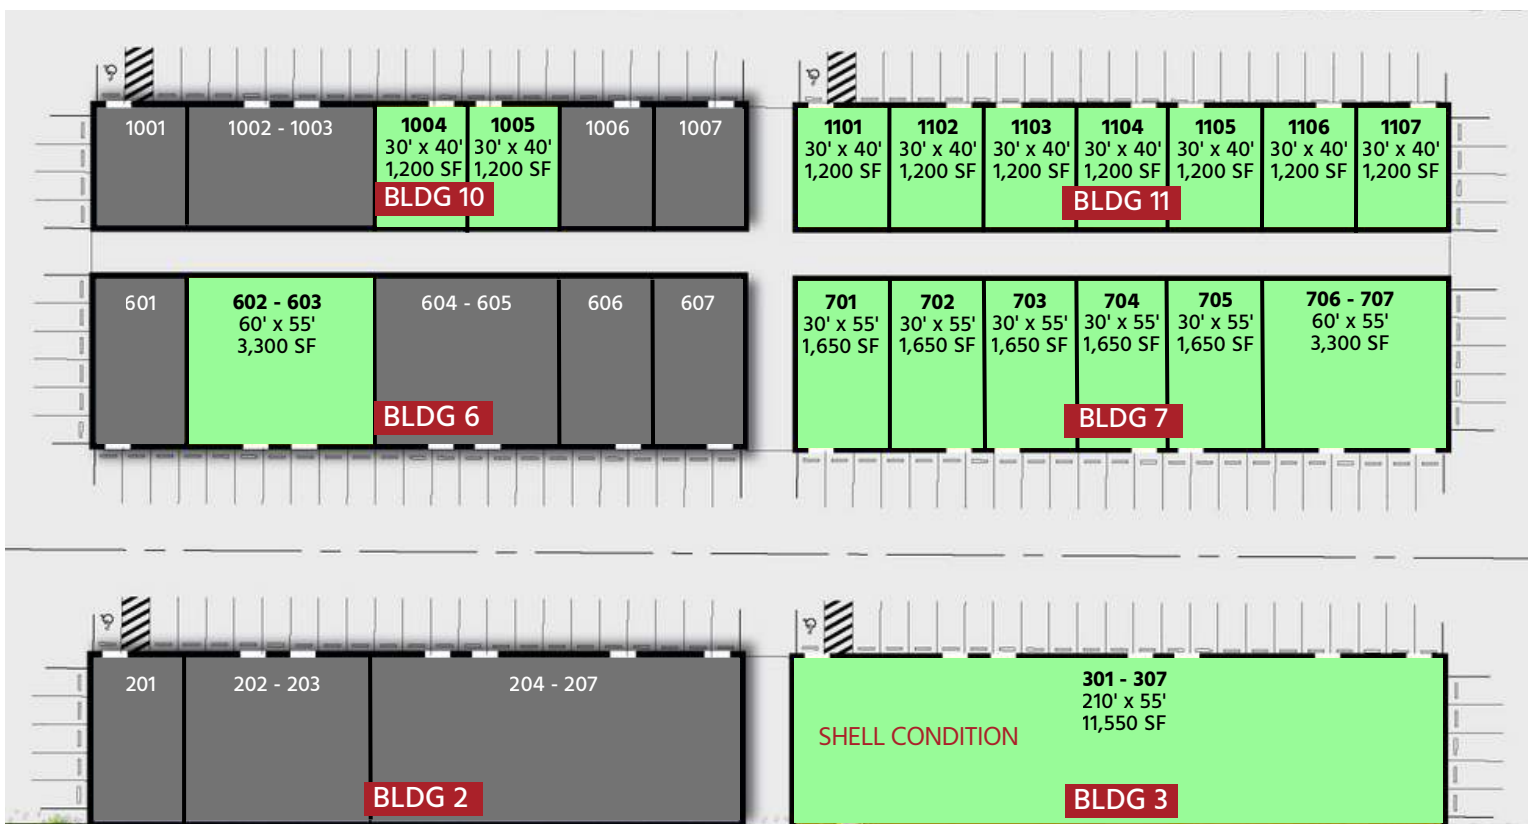 1001
1002 - 1003
1004
30' x 40'
1,200 SF
1005
30' x 40'
1,200 SF
1006
1007
BLDG 10
1101
30' x 40'
1,200 SF
1102
30' x 40'
1,200 SF
1103
30' x 40'
1,200 SF
1104
30' x 40'
1,200 SF
1105
30' x 40'
1,200 SF
1106
30' x 40'
1,200 SF
1107
30' x 40'
1,200 SF
BLDG 11
601
602 - 603
60' x 55'
3,300 SF
604 - 605
606
607
BLDG 6
701
30' x 55'
1,650 SF
702
30' x 55'
1,650 SF
703
30' x 55'
1,650 SF
704
30' x 55'
1,650 SF
705
30' x 55'
1,650 SF
706 - 707
60' x 55'
3,300 SF
BLDG 7
201
202 - 203
204 - 207
BLDG 2
301 - 307
210' x 55'
11,550 SF
SHELL CONDITION
BLDG 3